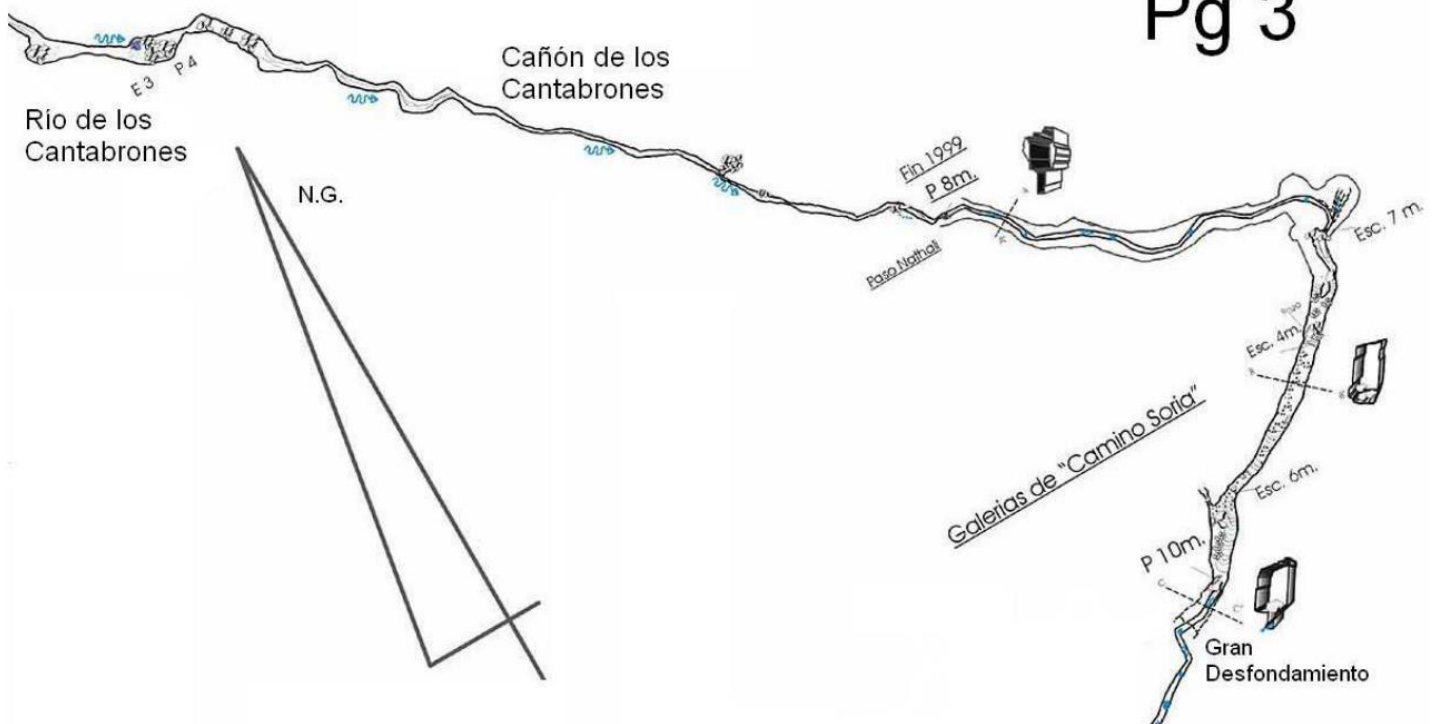 Pg 3
Cañón de los
Cantabrones
E 3
P 4
Río de los
Cantabrones
N.G.
Fin 1999
P 8m.
Paso Nathali
Esc. 7 m.
Esc. 4m.
Galerias de "Camino Soria"
Esc. 6m.
P 10m.
C
C'
Gran
Desfondamiento